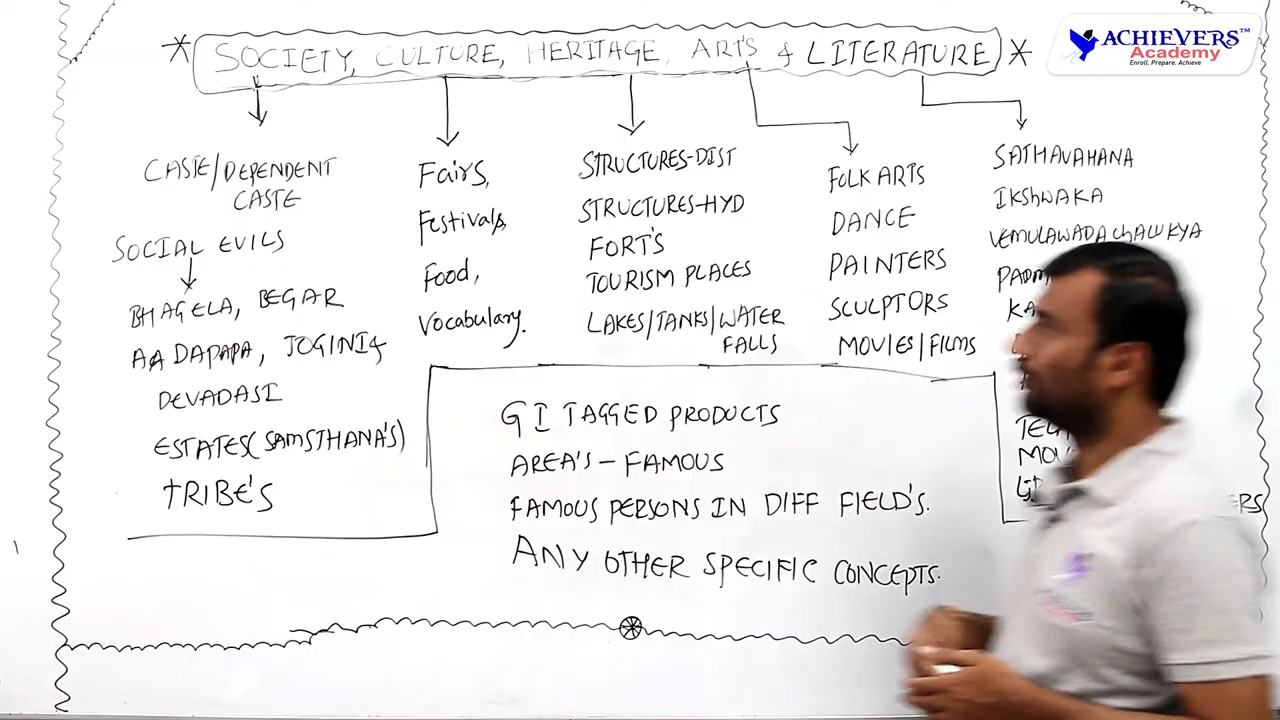 * SOCIETY, CULTURE, HERITAGE, ARTS & LITERATURE *
ACHIEVERS™
Academy
Enroll. Prepare. Achieve
CASTE/DEPENDENT
CASTE
SOCIAL EVILS
BHAGELA, BEGAR
AADAPAPA, JOGINI &
DEVADASI
ESTATES(SAMSTHANA'S)
TRIBE'S
Fairs,
Festivals,
Food,
Vocabulary.
STRUCTURES-DIST
STRUCTURES-HYD
FORT'S
TOURISM PLACES
LAKES/TANKS/WATER
FALLS
FOLK ARTS
DANCE
PAINTERS
SCULPTORS
MOVIES/FILMS
SATHAVAHANA
IKSHWAKA
VEMULAWADA CHALUKYA
GI TAGGED PRODUCTS
AREA'S - FAMOUS
FAMOUS PERSONS IN DIFF FIELD'S.
ANY OTHER SPECIFIC CONCEPTS.